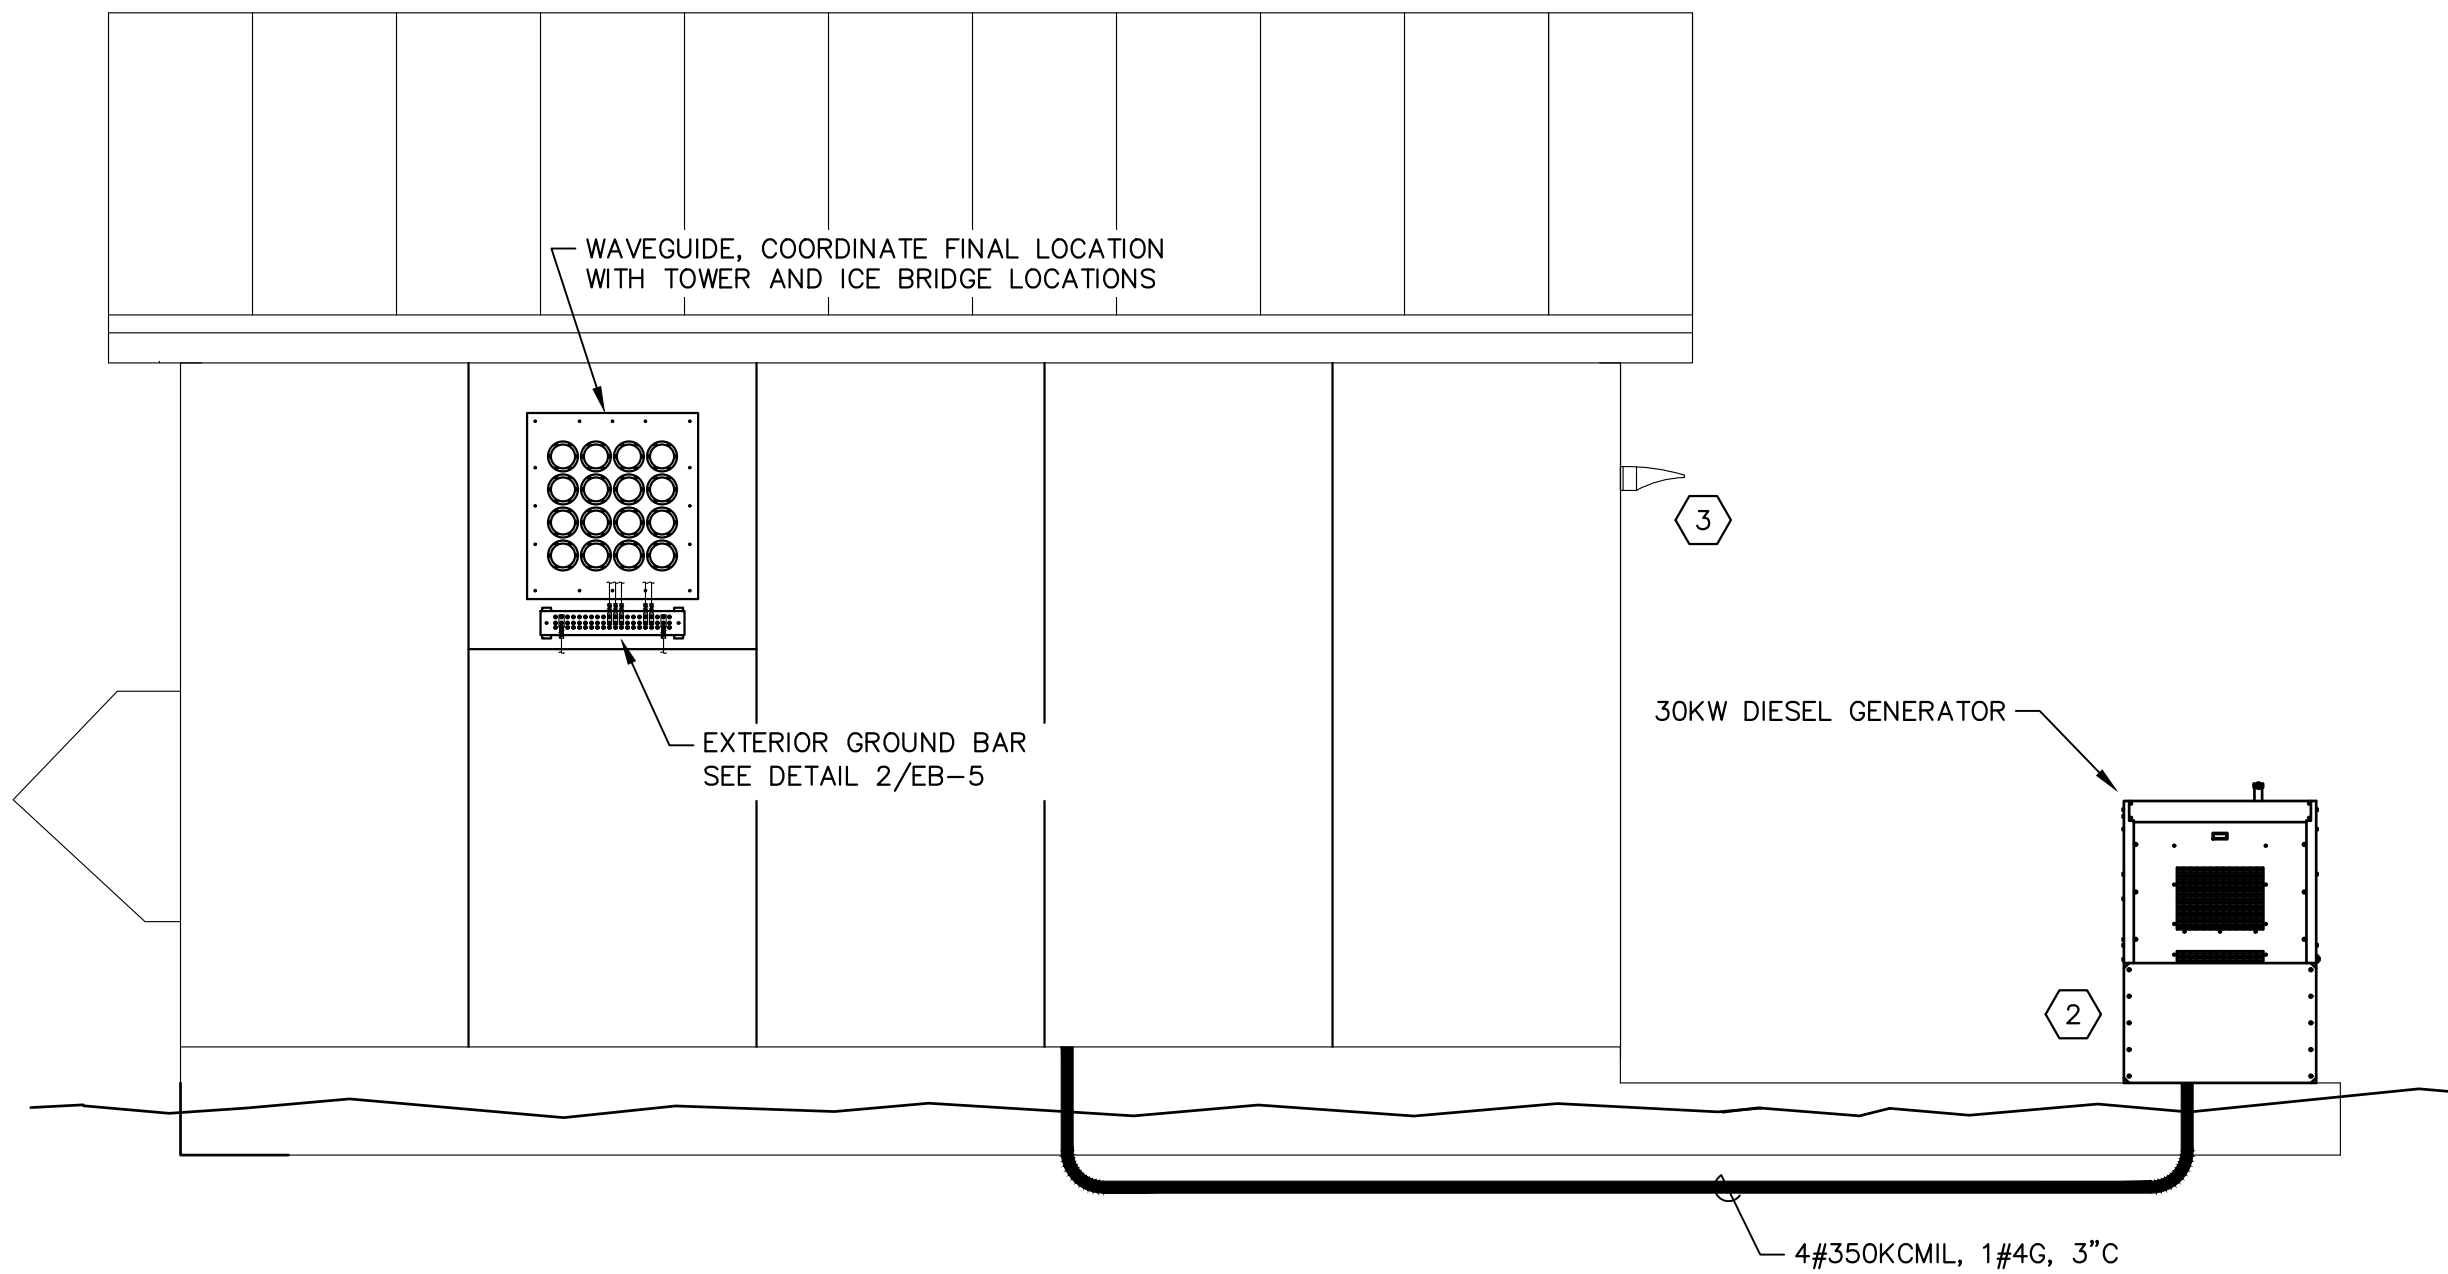 WAVEGUIDE, COORDINATE FINAL LOCATION
WITH TOWER AND ICE BRIDGE LOCATIONS
3
EXTERIOR GROUND BAR
SEE DETAIL 2/EB-5
30KW DIESEL GENERATOR
2
4#350KCMIL, 1#4G, 3"C